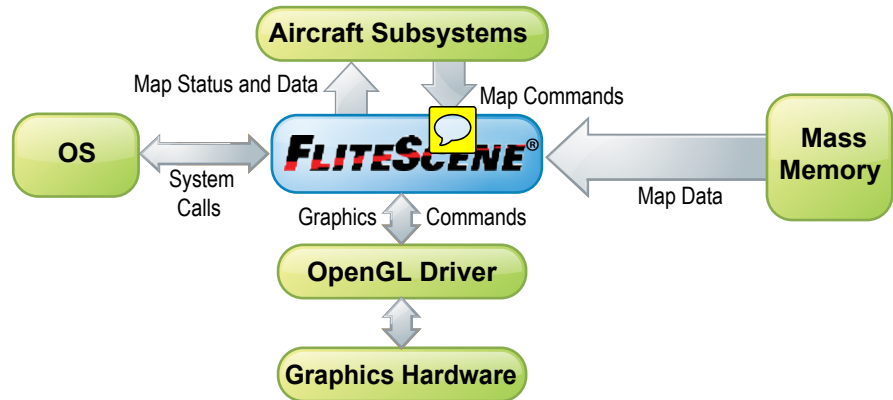 Aircraft Subsystems
Map Status and Data
Map Commands
OS
FLITESCENE®
Mass
Memory
System
Calls
Map Data
Graphics Commands
OpenGL Driver
Graphics Hardware